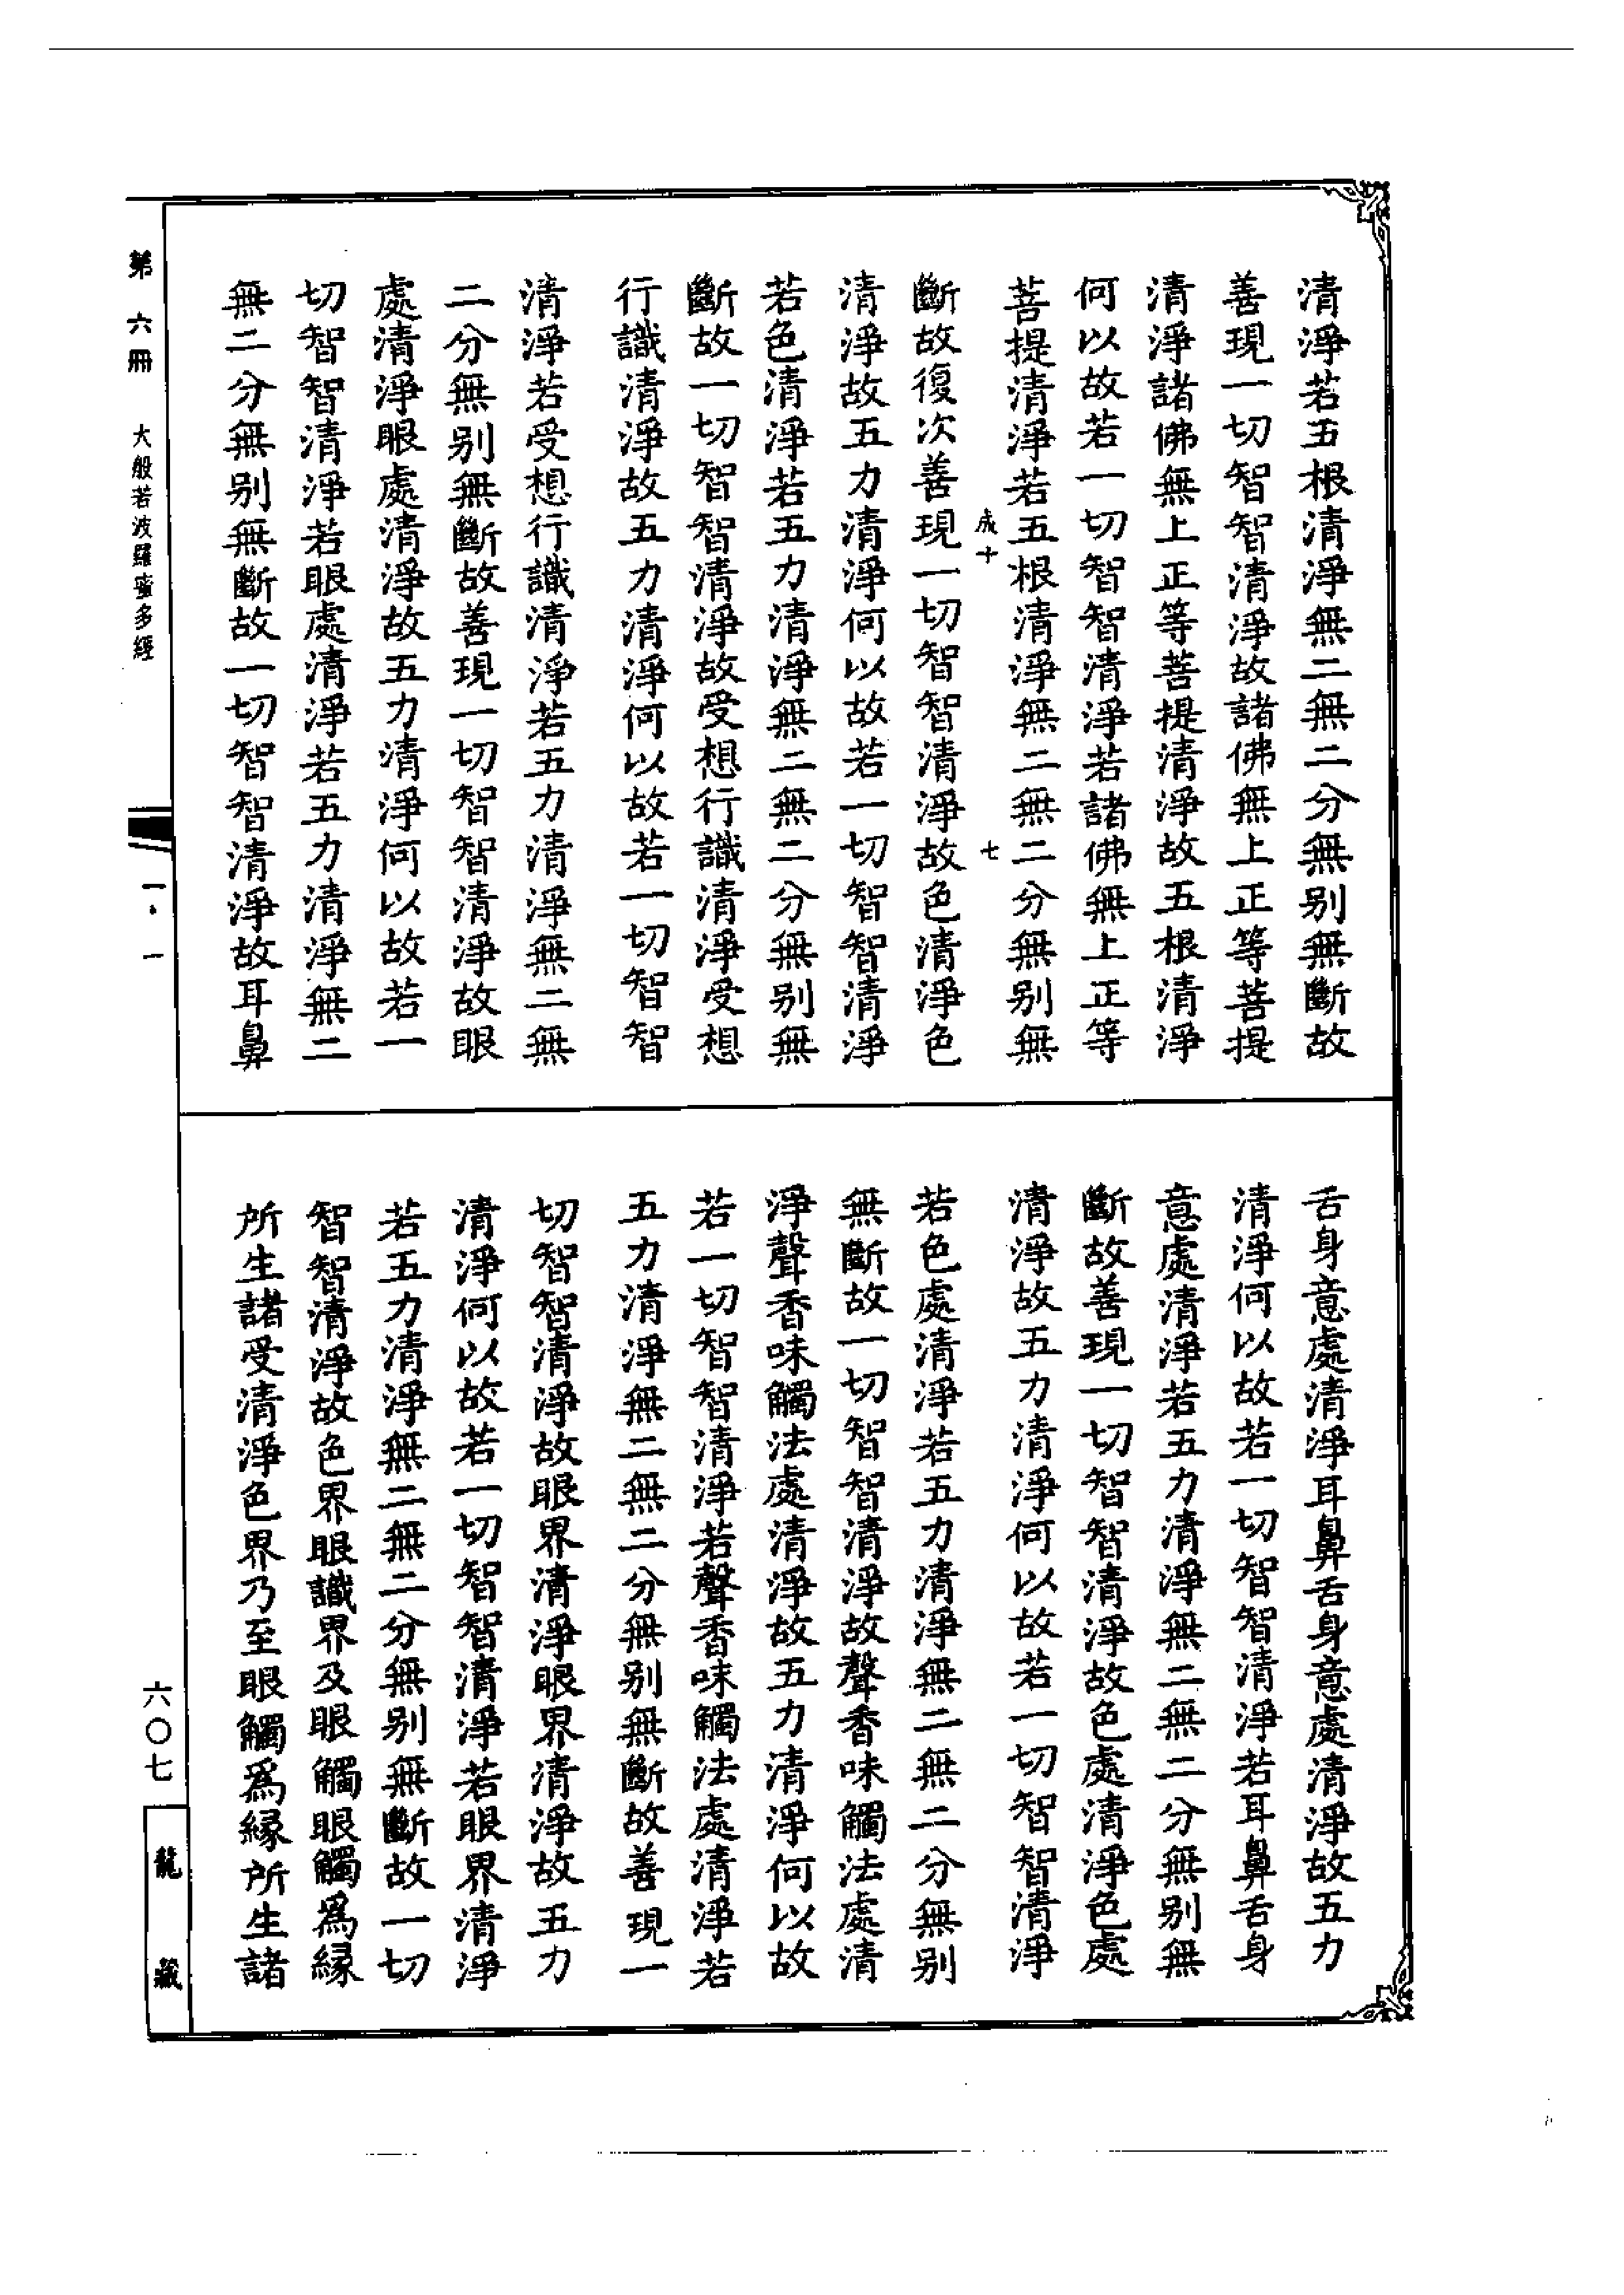 清淨若五根清淨無二無二分無別無斷故
善現一切智智清淨故諸佛無上正等菩提
清淨諸佛無上正等菩提清淨故五根清淨
何以故若一切智智清淨若諸佛無上正等
菩提清淨若五根清淨無二無二分無別無
成十　七
斷故復次善現一切智智清淨故色清淨色
清淨故五力清淨何以故若一切智智清淨
若色清淨若五力清淨無二無二分無別無
斷故一切智智清淨故受想行識清淨受想
行識清淨故五力清淨何以故若一切智智
清淨若受想行識清淨若五力清淨無二無
二分無別無斷故善現一切智智清淨故眼
處清淨眼處清淨故五力清淨何以故若一
切智智清淨若眼處清淨若五力清淨無二
無二分無別無斷故一切智智清淨故耳鼻
舌身意處清淨耳鼻舌身意處清淨故五力
清淨何以故若一切智智清淨若耳鼻舌身
意處清淨若五力清淨無二無二分無別無
斷故善現一切智智清淨故色處清淨色處
清淨故五力清淨何以故若一切智智清淨
若色處清淨若五力清淨無二無二分無別
無斷故一切智智清淨故聲香味觸法處清
淨聲香味觸法處清淨故五力清淨何以故
若一切智智清淨若聲香味觸法處清淨若
五力清淨無二無二分無別無斷故善現一
切智智清淨故眼界清淨眼界清淨故五力
清淨何以故若一切智智清淨若眼界清淨
若五力清淨無二無二分無別無斷故一切
智智清淨故色界眼識界及眼觸眼觸為緣
所生諸受清淨色界乃至眼觸為緣所生諸
第六冊　大般若波羅蜜多經
一·一
六〇七
龍藏